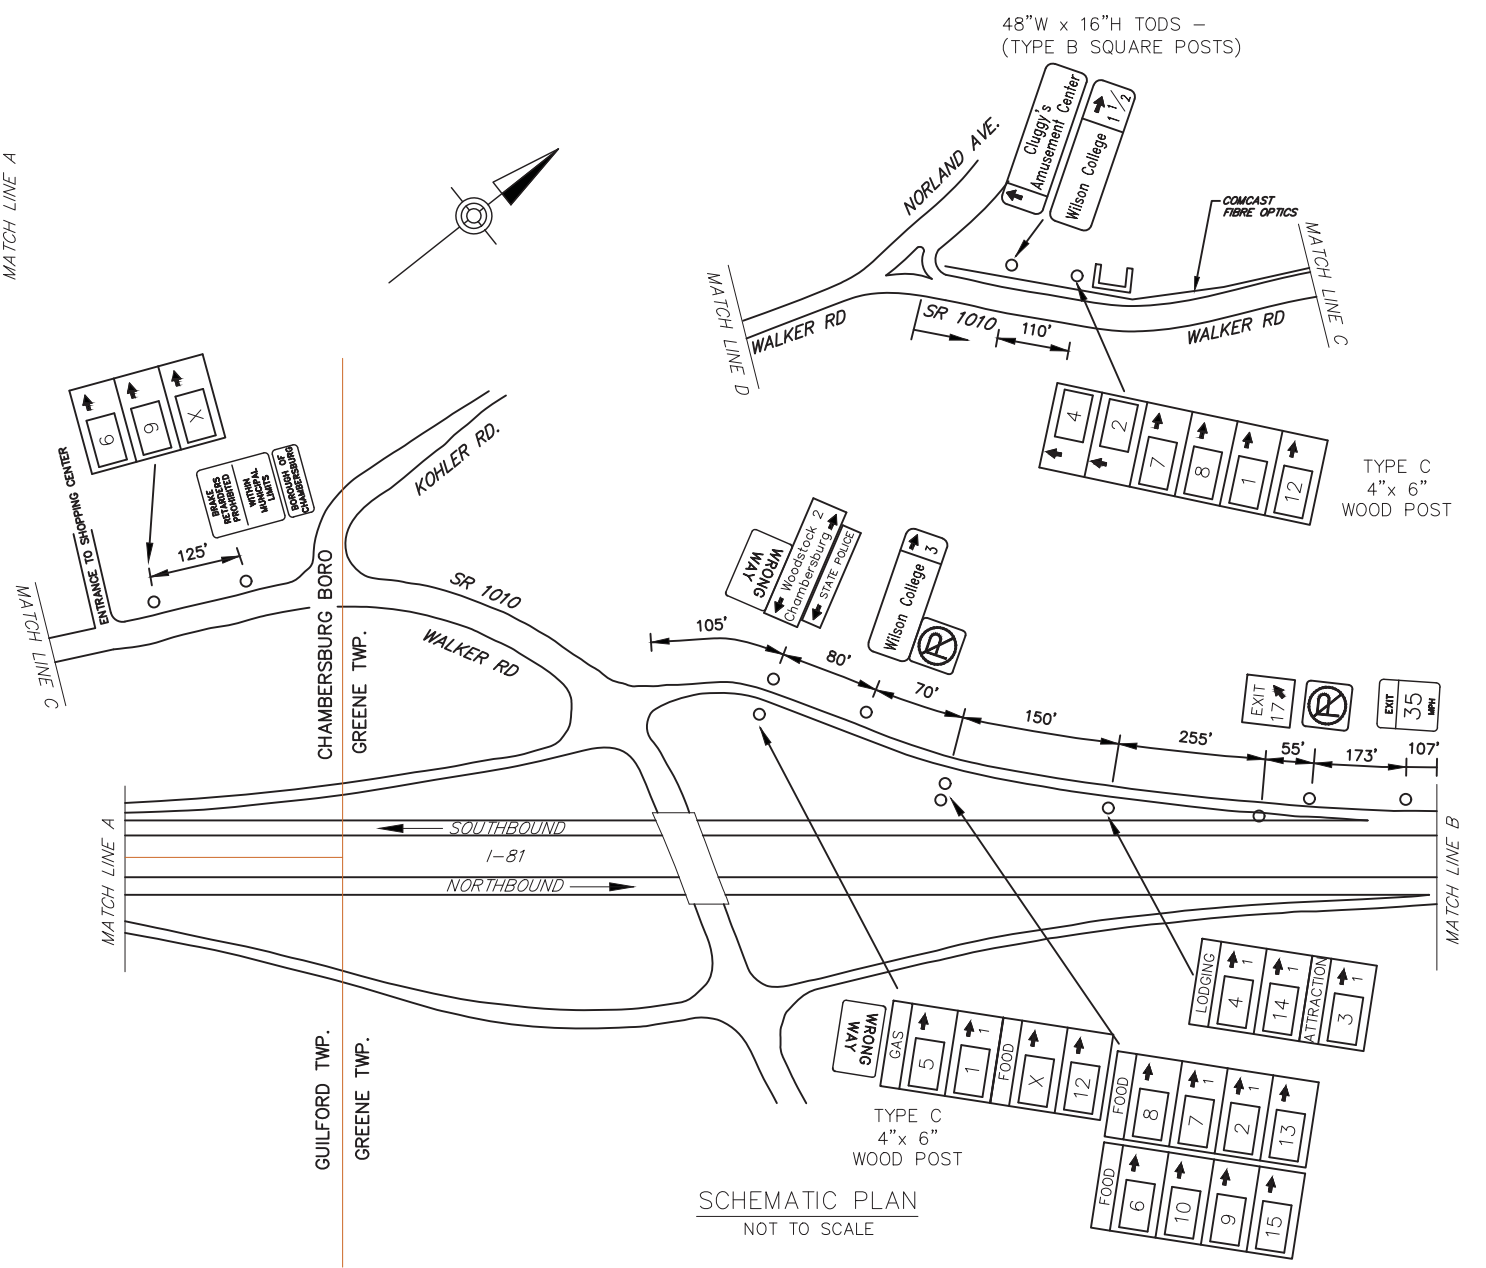 48"W x 16"H TODS –
(TYPE B SQUARE POSTS)
MATCH LINE A
Cluggy's
Amusement Center
Wilson College
1 1/2
NORLAND AVE.
COMCAST
FIBRE OPTICS
MATCH LINE C
MATCH LINE D
SR 1010
110'
WALKER RD
WALKER RD
4
2
7
8
1
12
TYPE C
4"x 6"
WOOD POST
6
9
X
ENTRANCE TO SHOPPING CENTER
BRAKE
RETARDERS
PROHIBITED
WITHIN
MUNICIPAL
LIMITS
BOROUGH OF
CHAMBERSBURG
125'
MATCH LINE C
KOHLER RD.
CHAMBERSBURG BORO
GREENE TWP.
SR 1010
WALKER RD
WRONG
WAY
Woodstock 2
Chambersburg
STATE POLICE
Wilson College
3
P
105'
80'
70'
150'
255'
55'
173'
107'
EXIT
17
P
EXIT
35
MPH
MATCH LINE A
SOUTHBOUND
I–81
NORTHBOUND
MATCH LINE B
GUILFORD TWP.
GREENE TWP.
LODGING
4
1
14
1
ATTRACTION
3
1
WRONG
WAY
GAS
5
1
1
FOOD
X
12
TYPE C
4"x 6"
WOOD POST
FOOD
8
7
1
2
1
13
FOOD
6
10
9
15
SCHEMATIC PLAN
NOT TO SCALE